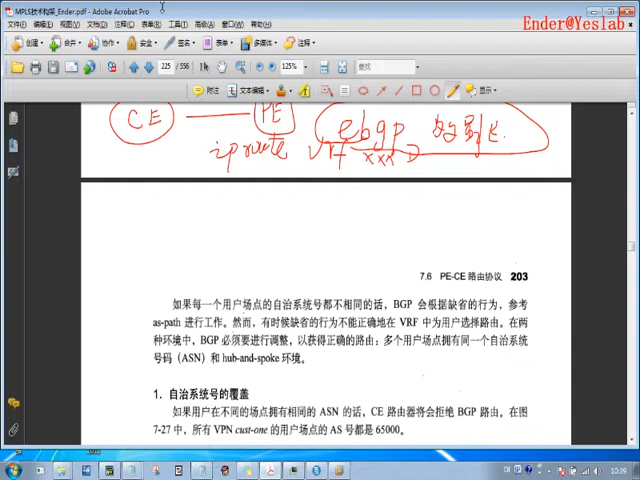 MPLS技术构架_Ender.pdf - Adobe Acrobat Pro
Ender@Yeslab
文件(F) 编辑(E) 视图(V) 文档(D) 注释(C) 表单(R) 工具(T) 高级(A) 窗口(W) 帮助(H)
创建 合并 协作 安全 签名 表单 多媒体 注释
225 / 556 125% 查找
附注 文本编辑 显示
CE PE ebgp
ip route vrf xxx
7.6 PE-CE 路由协议 203
如果每一个用户场点的自治系统号都不相同的话，BGP 会根据缺省的行为，参考
as-path 进行工作。然而，有时候缺省的行为不能正确地在 VRF 中为用户选择路由。在两
种环境中，BGP 必须要进行调整，以获得正确的路由；多个用户场点拥有同一个自治系统
号码（ASN）和 hub-and-spoke 环境。
1. 自治系统号的覆盖
如果用户在不同的场点拥有相同的 ASN 的话，CE 路由器将会拒绝 BGP 路由。在图
7-27 中，所有 VPN cust-one 的用户场点的 AS 号都是 65000。
10:39